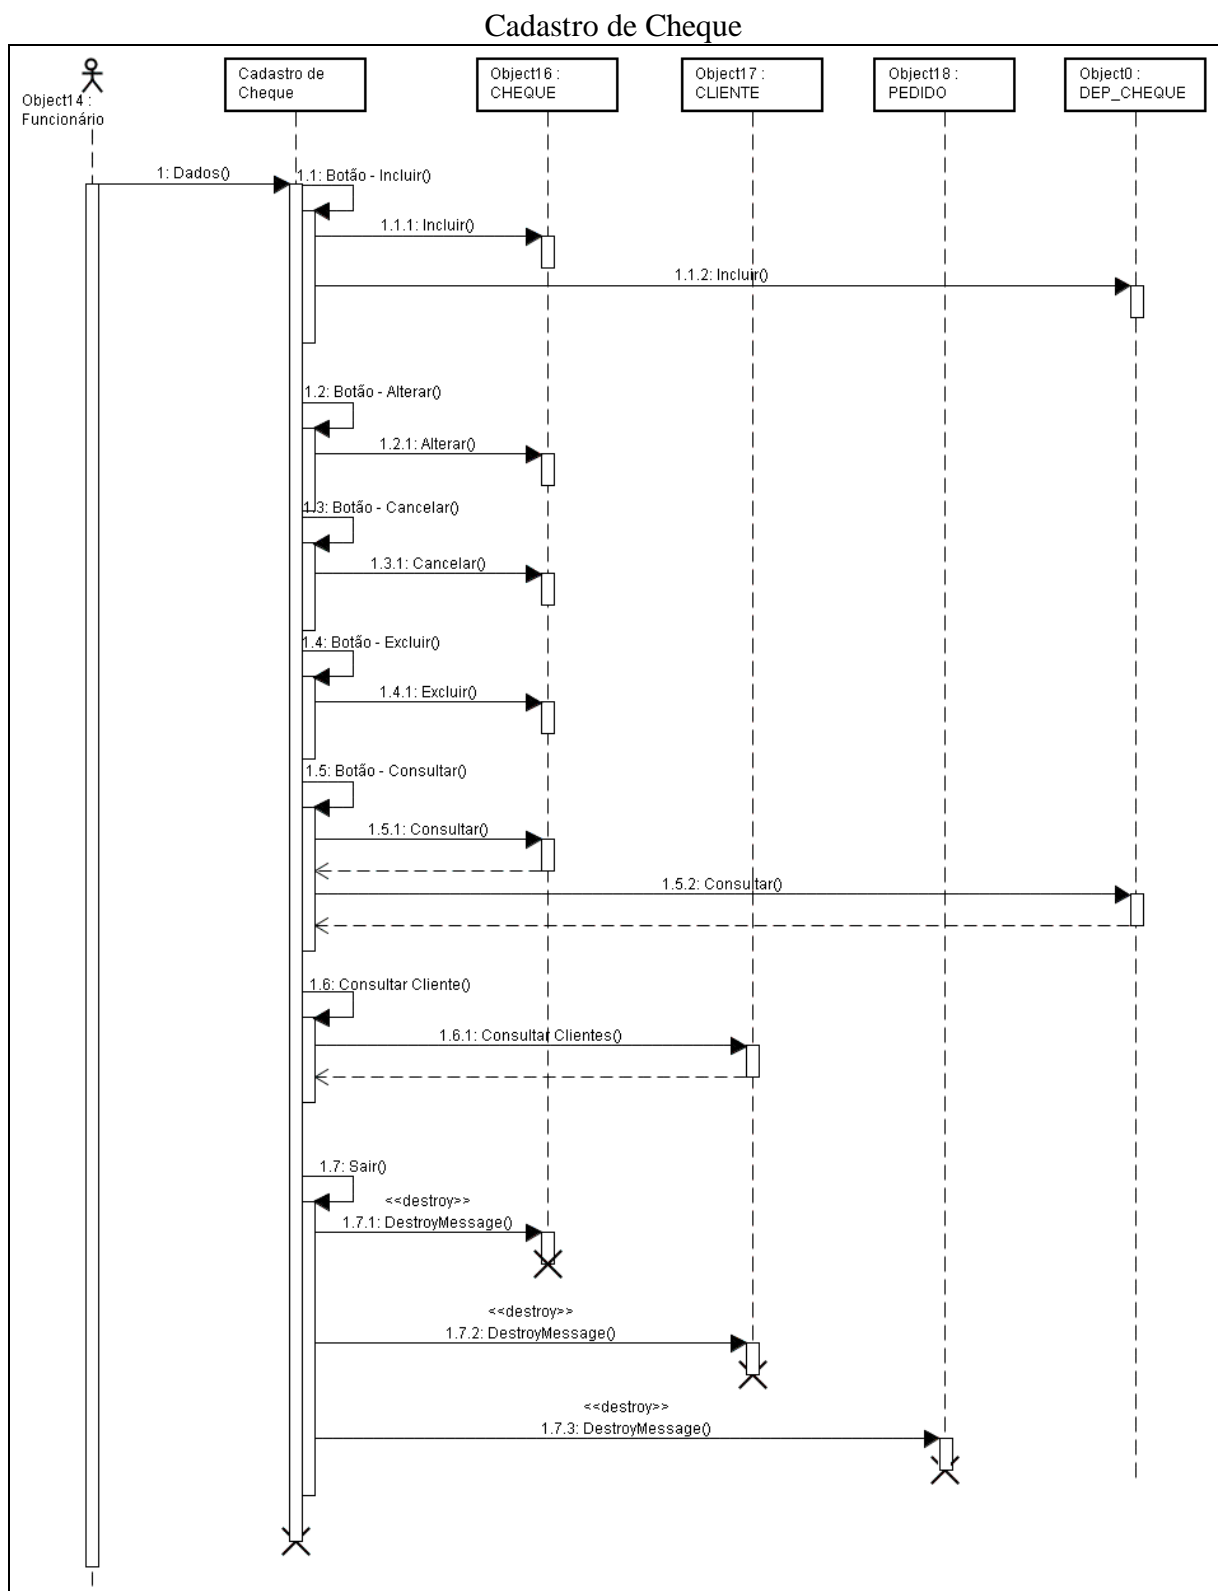 Cadastro de Cheque
Object14 :
Funcionário
Cadastro de
Cheque
Object16 :
CHEQUE
Object17 :
CLIENTE
Object18 :
PEDIDO
Object0 :
DEP_CHEQUE
1: Dados()
1.1: Botão - Incluir()
1.1.1: Incluir()
1.1.2: Incluir()
1.2: Botão - Alterar()
1.2.1: Alterar()
1.3: Botão - Cancelar()
1.3.1: Cancelar()
1.4: Botão - Excluir()
1.4.1: Excluir()
1.5: Botão - Consultar()
1.5.1: Consultar()
1.5.2: Consultar()
1.6: Consultar Cliente()
1.6.1: Consultar Clientes()
1.7: Sair()
<<destroy>>
1.7.1: DestroyMessage()
<<destroy>>
1.7.2: DestroyMessage()
<<destroy>>
1.7.3: DestroyMessage()